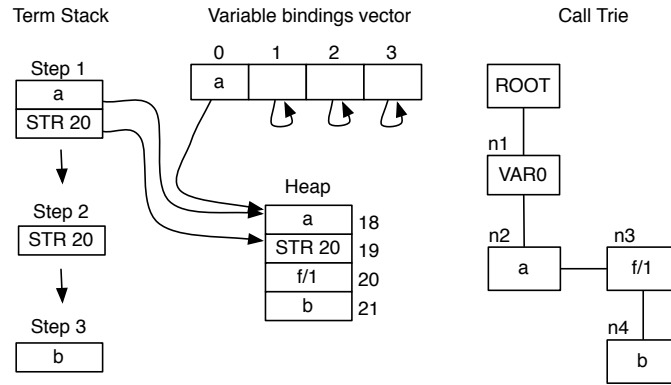 Term Stack
Variable bindings vector
Call Trie
0 1 2 3
Step 1
a
STR 20
a
ROOT
n1
VAR0
Step 2
STR 20
Heap
a 18
STR 20 19
f/1 20
b 21
n2
a
n3
f/1
Step 3
b
n4
b